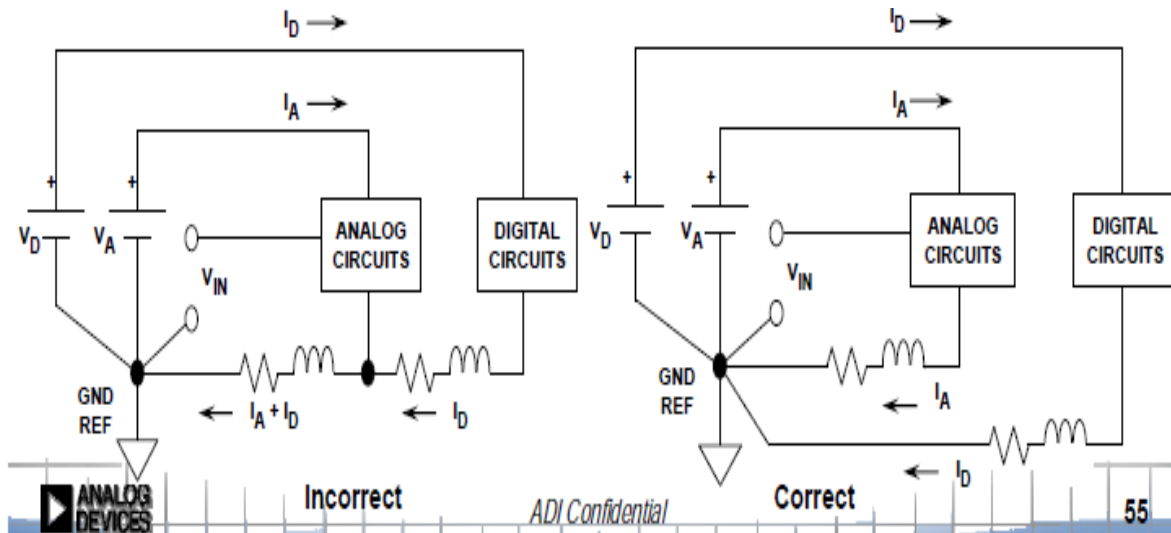 I_D
I_A
+
+
V_D
V_A
V_IN
ANALOG
CIRCUITS
DIGITAL
CIRCUITS
GND
REF
I_A + I_D
I_D
Incorrect
I_D
I_A
+
+
V_D
V_A
V_IN
ANALOG
CIRCUITS
DIGITAL
CIRCUITS
GND
REF
I_A
I_D
Correct
ANALOG
DEVICES
ADI Confidential
55